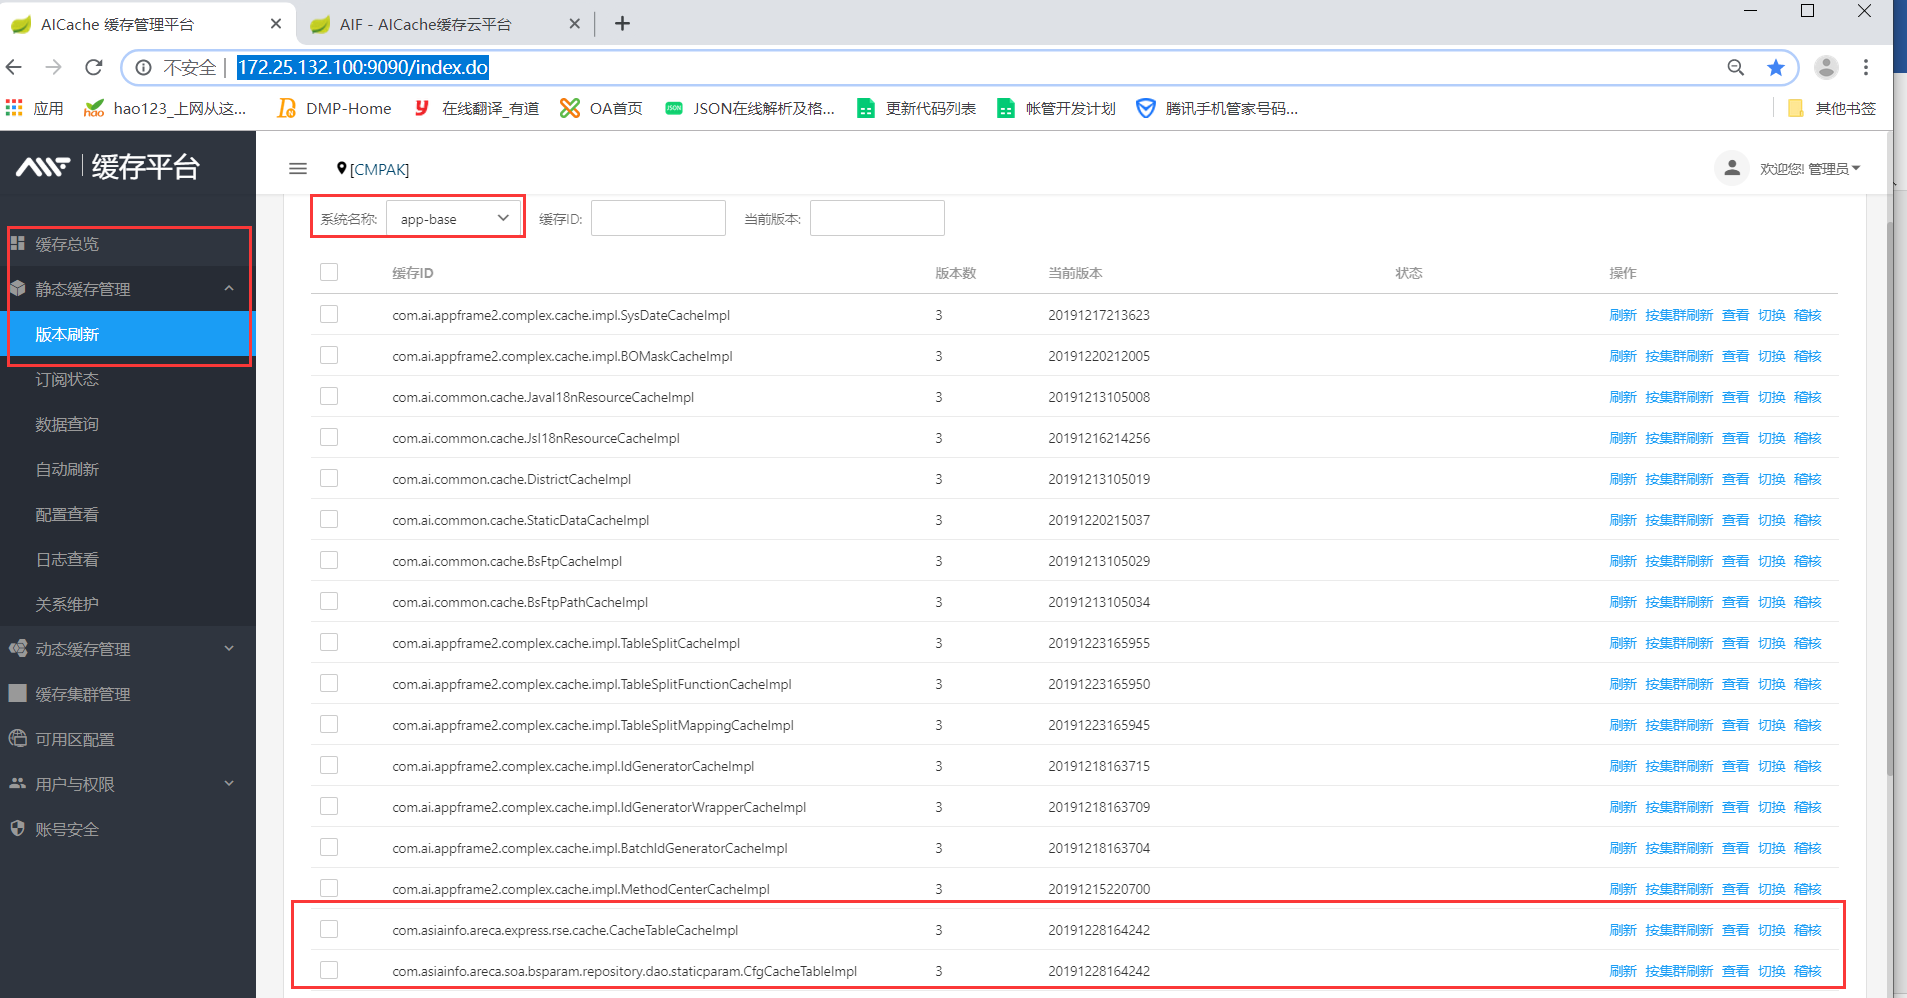 AICache 缓存管理平台
AIF - AICache缓存云平台
不安全 | 172.25.132.100:9090/index.do
应用 hao123_上网从这... DMP-Home 在线翻译_有道 OA首页 JSON在线解析及格... 更新代码列表 帐管开发计划 腾讯手机管家号码... 其他书签
AIF 缓存平台
[CMPAK]
欢迎您! 管理员
缓存总览
静态缓存管理
版本刷新
订阅状态
数据查询
自动刷新
配置查看
日志查看
关系维护
动态缓存管理
缓存集群管理
可用区配置
用户与权限
账号安全
系统名称: app-base 缓存ID: 当前版本:
缓存ID 版本数 当前版本 状态 操作
com.ai.appframe2.complex.cache.impl.SysDateCacheImpl 3 20191217213623 刷新 按集群刷新 查看 切换 稽核
com.ai.appframe2.complex.cache.impl.BOMaskCacheImpl 3 20191220212005 刷新 按集群刷新 查看 切换 稽核
com.ai.common.cache.JavaI18nResourceCacheImpl 3 20191213105008 刷新 按集群刷新 查看 切换 稽核
com.ai.common.cache.JsI18nResourceCacheImpl 3 20191216214256 刷新 按集群刷新 查看 切换 稽核
com.ai.common.cache.DistrictCacheImpl 3 20191213105019 刷新 按集群刷新 查看 切换 稽核
com.ai.common.cache.StaticDataCacheImpl 3 20191220215037 刷新 按集群刷新 查看 切换 稽核
com.ai.common.cache.BsFtpCacheImpl 3 20191213105029 刷新 按集群刷新 查看 切换 稽核
com.ai.common.cache.BsFtpPathCacheImpl 3 20191213105034 刷新 按集群刷新 查看 切换 稽核
com.ai.appframe2.complex.cache.impl.TableSplitCacheImpl 3 20191223165955 刷新 按集群刷新 查看 切换 稽核
com.ai.appframe2.complex.cache.impl.TableSplitFunctionCacheImpl 3 20191223165950 刷新 按集群刷新 查看 切换 稽核
com.ai.appframe2.complex.cache.impl.TableSplitMappingCacheImpl 3 20191223165945 刷新 按集群刷新 查看 切换 稽核
com.ai.appframe2.complex.cache.impl.IdGeneratorCacheImpl 3 20191218163715 刷新 按集群刷新 查看 切换 稽核
com.ai.appframe2.complex.cache.impl.IdGeneratorWrapperCacheImpl 3 20191218163709 刷新 按集群刷新 查看 切换 稽核
com.ai.appframe2.complex.cache.impl.BatchIdGeneratorCacheImpl 3 20191218163704 刷新 按集群刷新 查看 切换 稽核
com.ai.appframe2.complex.cache.impl.MethodCenterCacheImpl 3 20191215220700 刷新 按集群刷新 查看 切换 稽核
com.asiainfo.areca.express.rse.cache.CacheTableCacheImpl 3 20191228164242 刷新 按集群刷新 查看 切换 稽核
com.asiainfo.areca.soa.bsparam.repository.dao.staticparam.CfgCacheTableImpl 3 20191228164242 刷新 按集群刷新 查看 切换 稽核